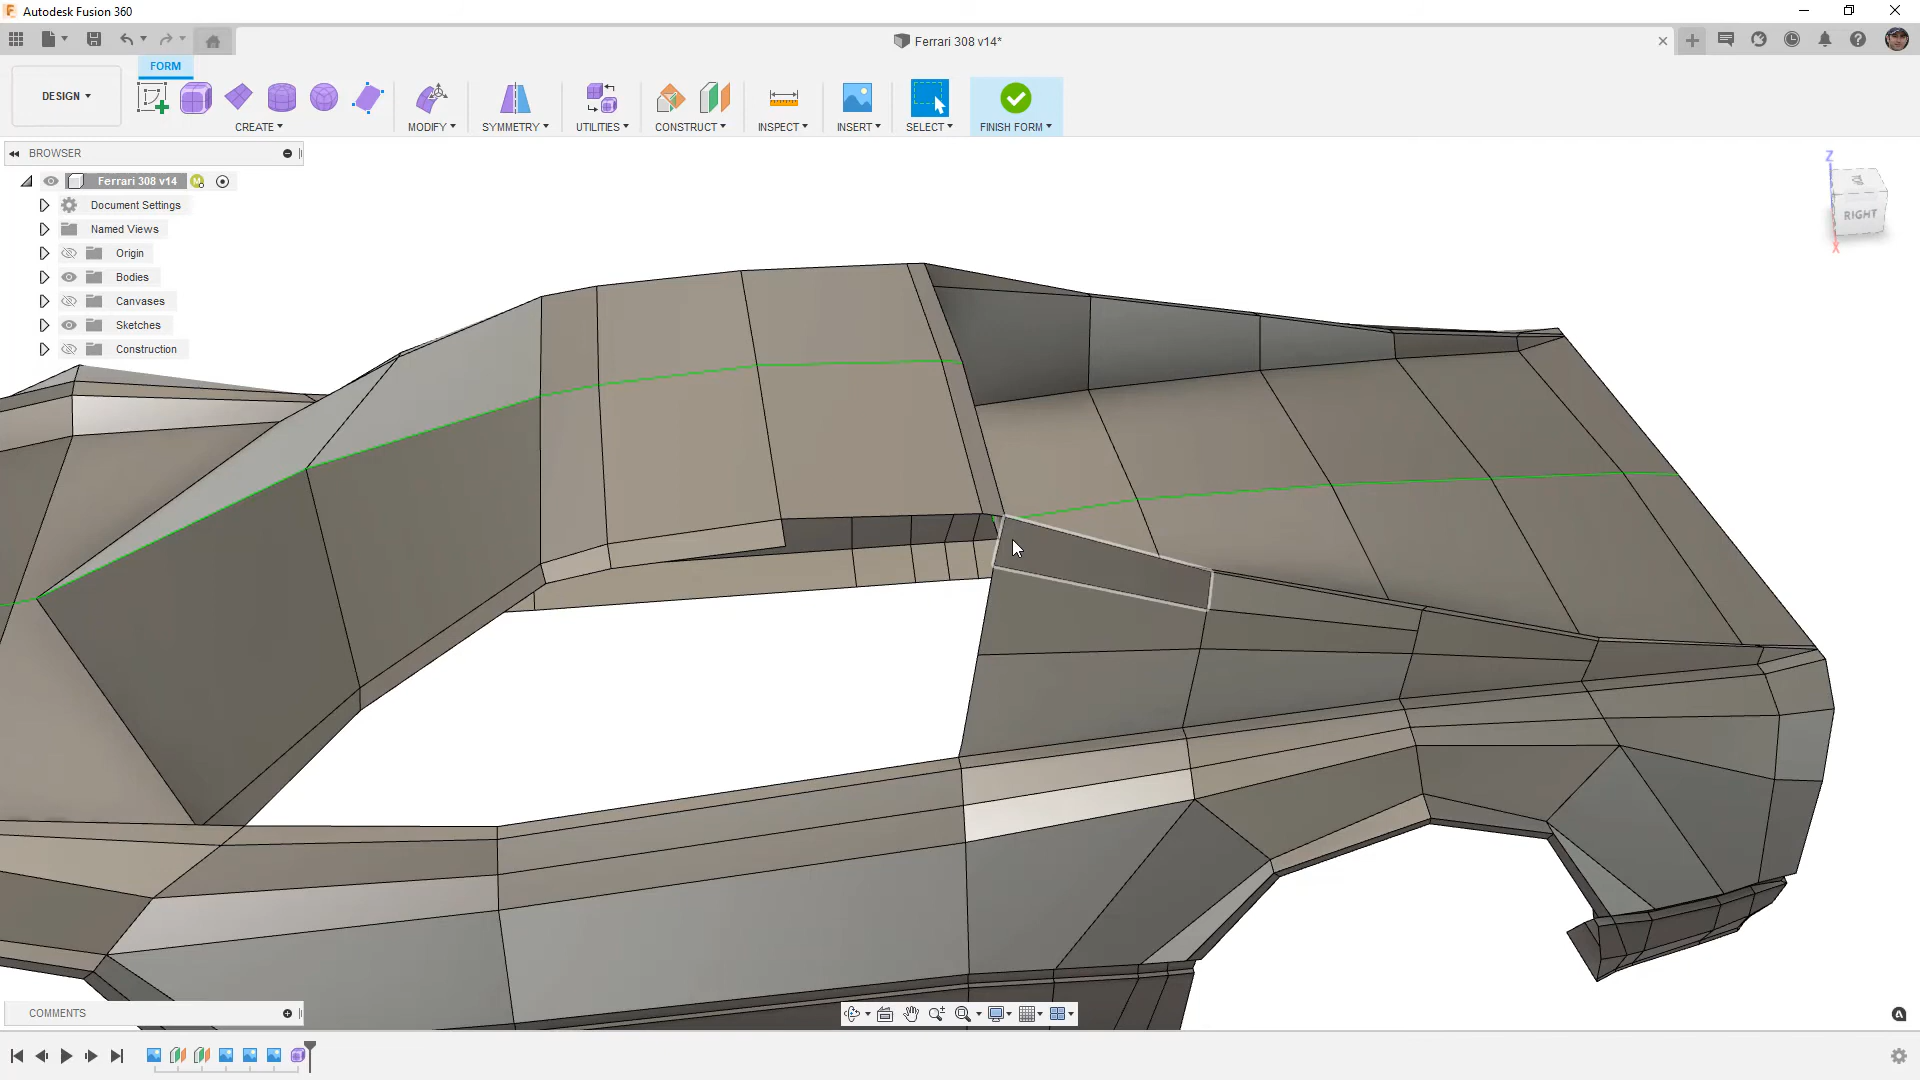 Autodesk Fusion 360
Ferrari 308 v14*
FORM
DESIGN
CREATE
MODIFY
SYMMETRY
UTILITIES
CONSTRUCT
INSPECT
INSERT
SELECT
FINISH FORM
BROWSER
Ferrari 308 v14
Document Settings
Named Views
Origin
Bodies
Canvases
Sketches
Construction
Z
TOP
RIGHT
X
COMMENTS